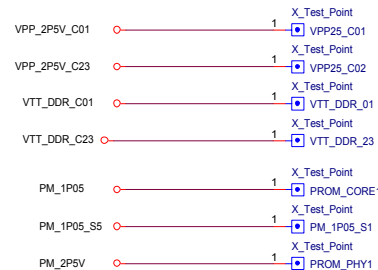 X_Test_Point
VPP_2P5V_C01 1 VPP25_C01
X_Test_Point
VPP_2P5V_C23 1 VPP25_C02
X_Test_Point
VTT_DDR_C01 1 VTT_DDR_01
X_Test_Point
VTT_DDR_C23 1 VTT_DDR_23
X_Test_Point
PM_1P05 1 PROM_CORE1
X_Test_Point
PM_1P05_S5 1 PM_1P05_S1
X_Test_Point
PM_2P5V 1 PROM_PHY1